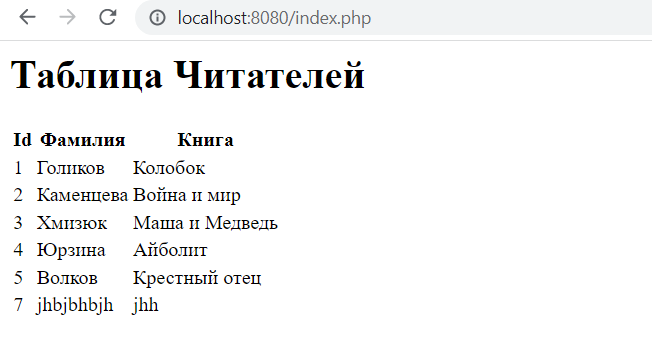 localhost:8080/index.php
Таблица Читателей
Id Фамилия Книга
1 Голиков Колобок
2 Каменцева Война и мир
3 Хмизюк Маша и Медведь
4 Юрзина Айболит
5 Волков Крестный отец
7 jhbjbhbjh jhh